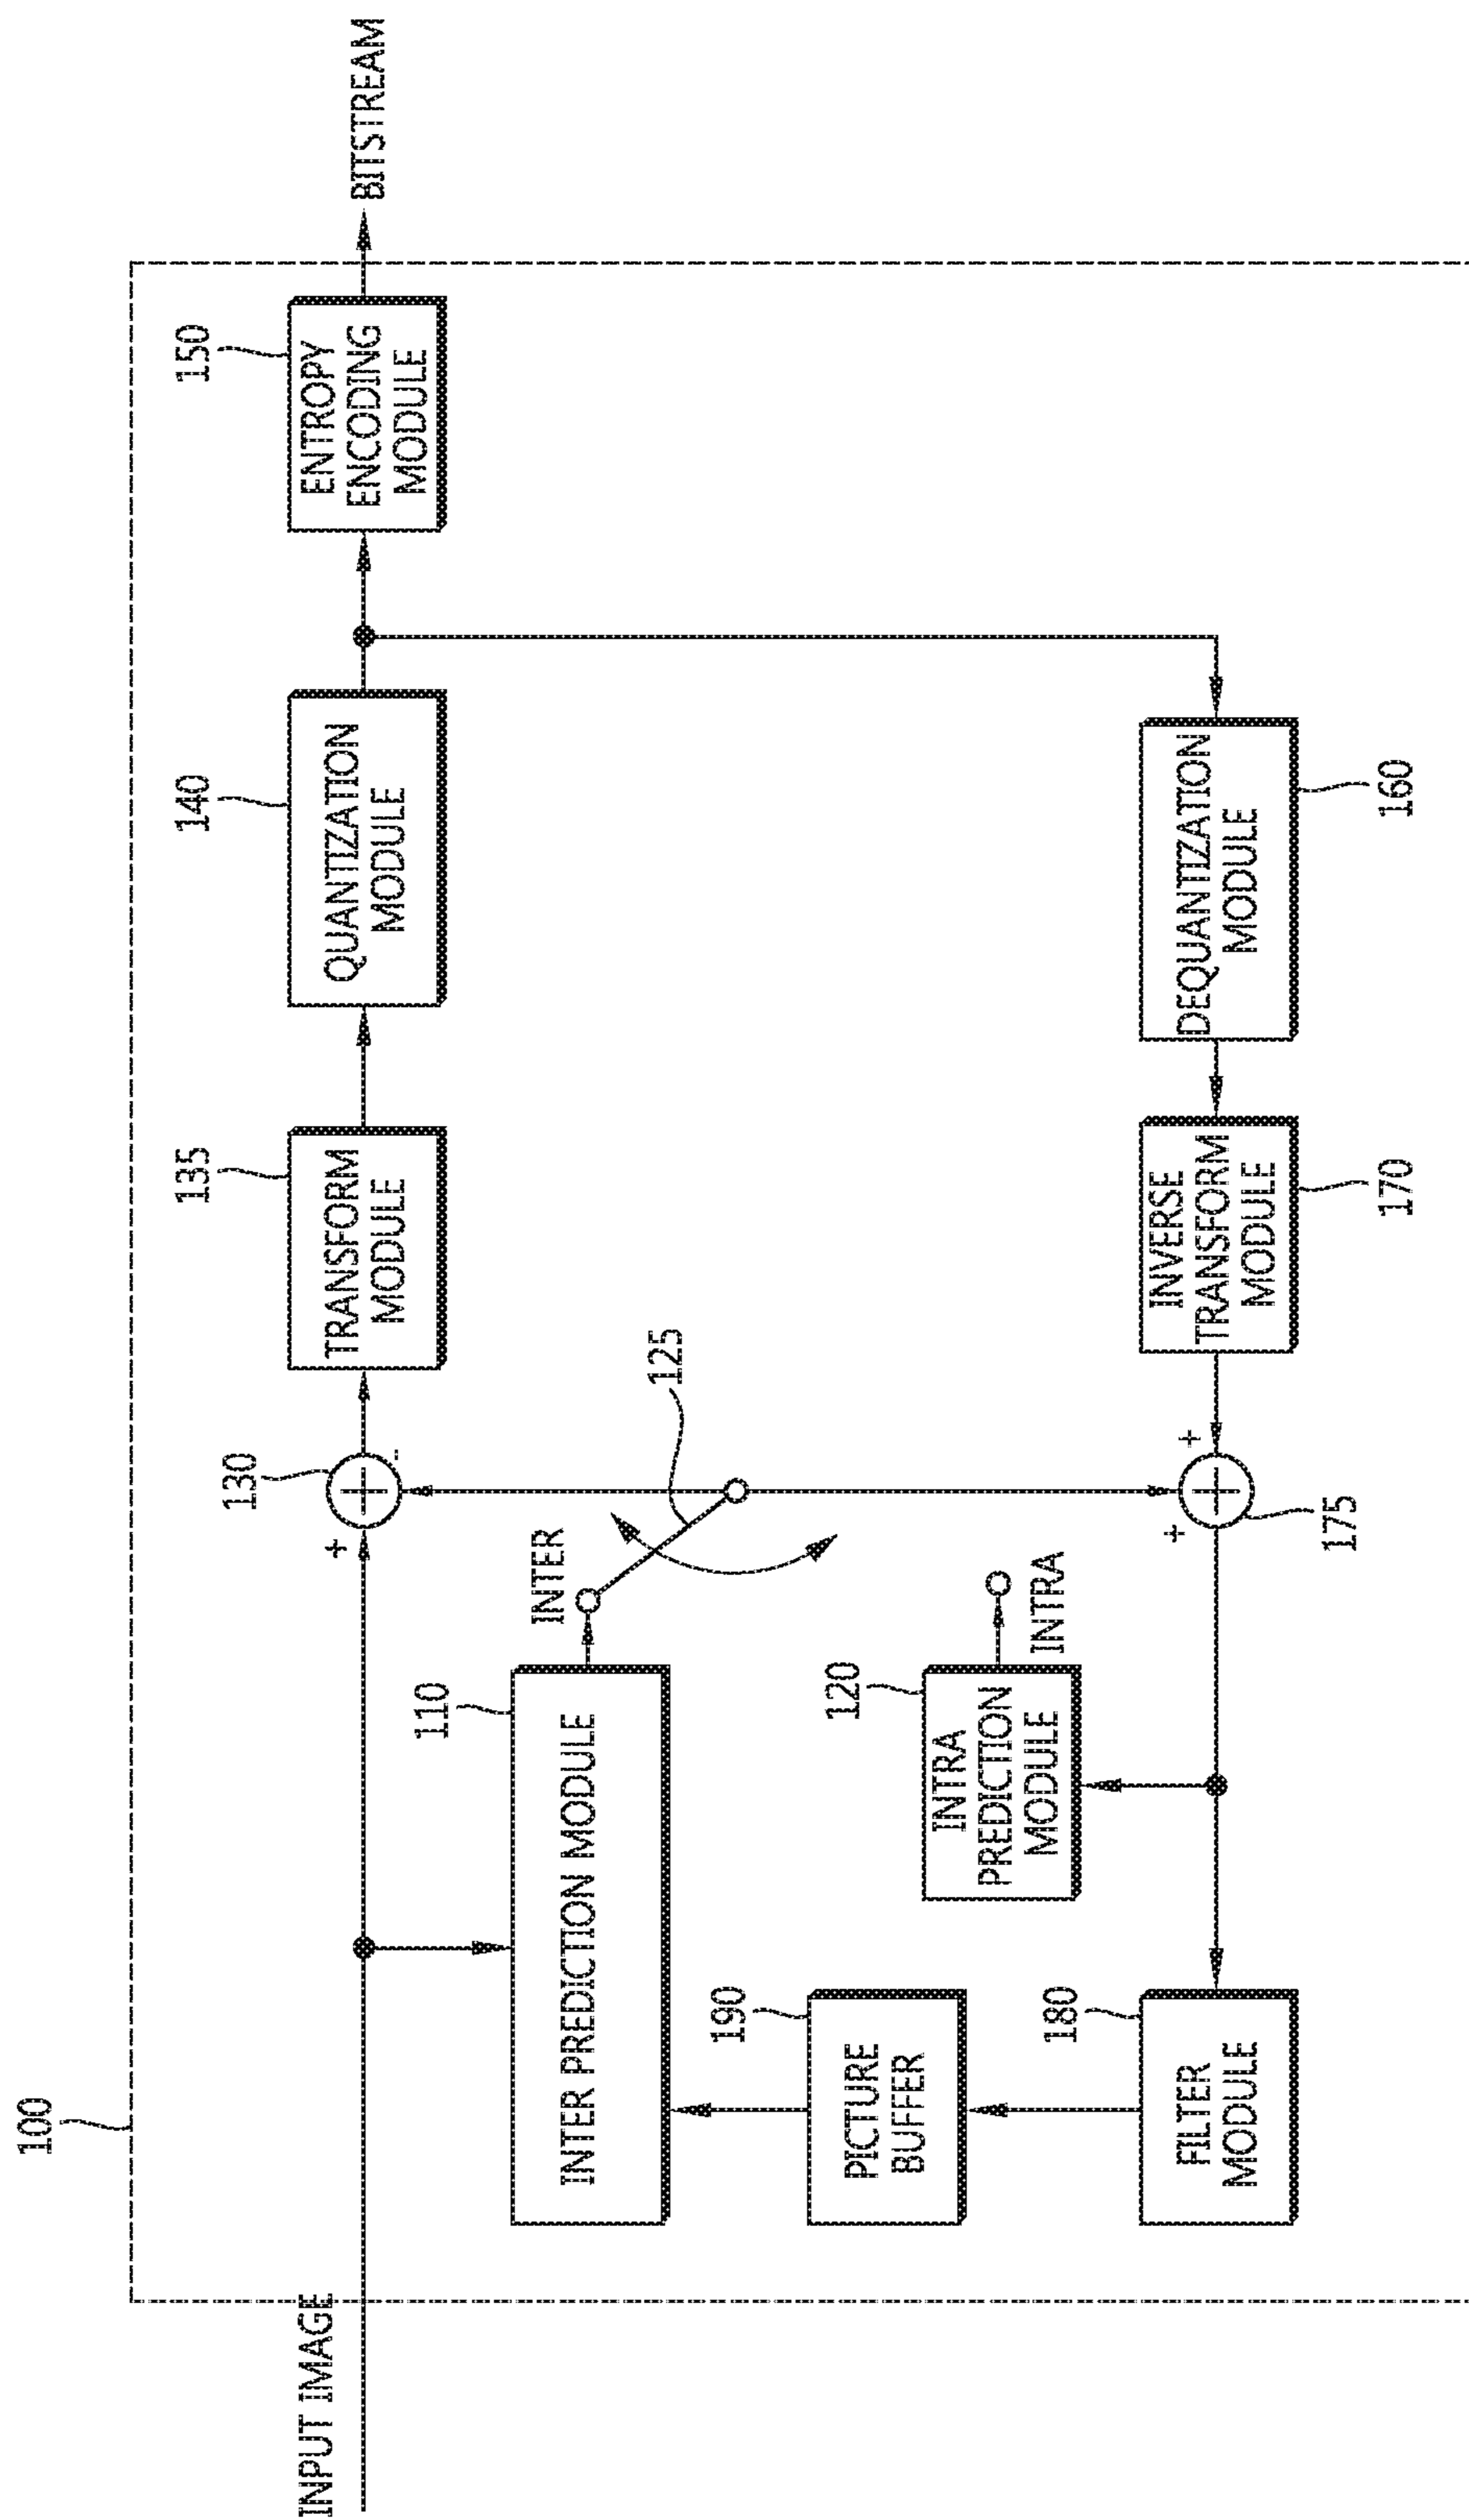 100
INPUT IMAGE
+
130
-
135
TRANSFORM
MODULE
140
QUANTIZATION
MODULE
150
ENTROPY
ENCODING
MODULE
BITSTREAM
110
INTER PREDICTION MODULE
INTER
125
190
PICTURE
BUFFER
120
INTRA
PREDICTION
MODULE
INTRA
180
FILTER
MODULE
+
175
+
INVERSE
TRANSFORM
MODULE
170
DEQUANTIZATION
MODULE
160